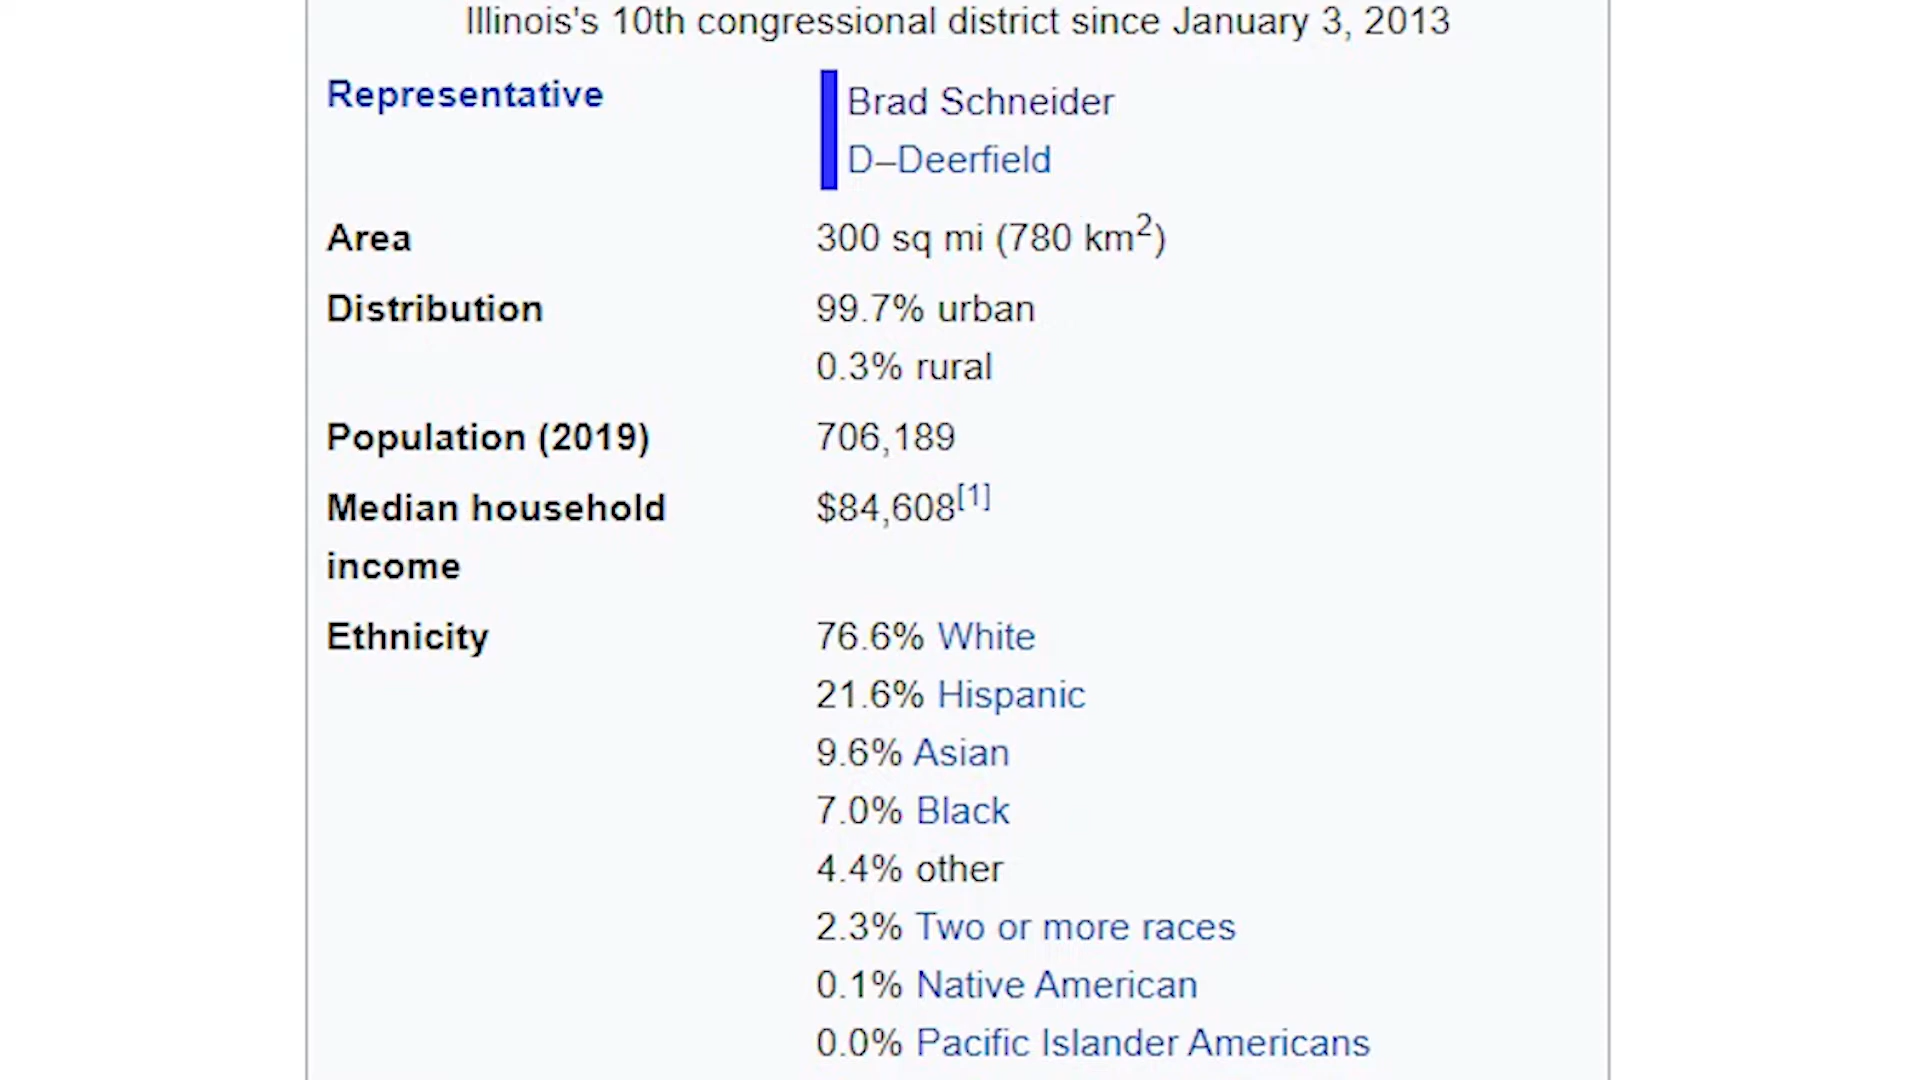 Illinois's 10th congressional district since January 3, 2013
Representative
Brad Schneider
D–Deerfield
Area
300 sq mi (780 km²)
Distribution
99.7% urban
0.3% rural
Population (2019)
706,189
Median household
income
$84,608[1]
Ethnicity
76.6% White
21.6% Hispanic
9.6% Asian
7.0% Black
4.4% other
2.3% Two or more races
0.1% Native American
0.0% Pacific Islander Americans